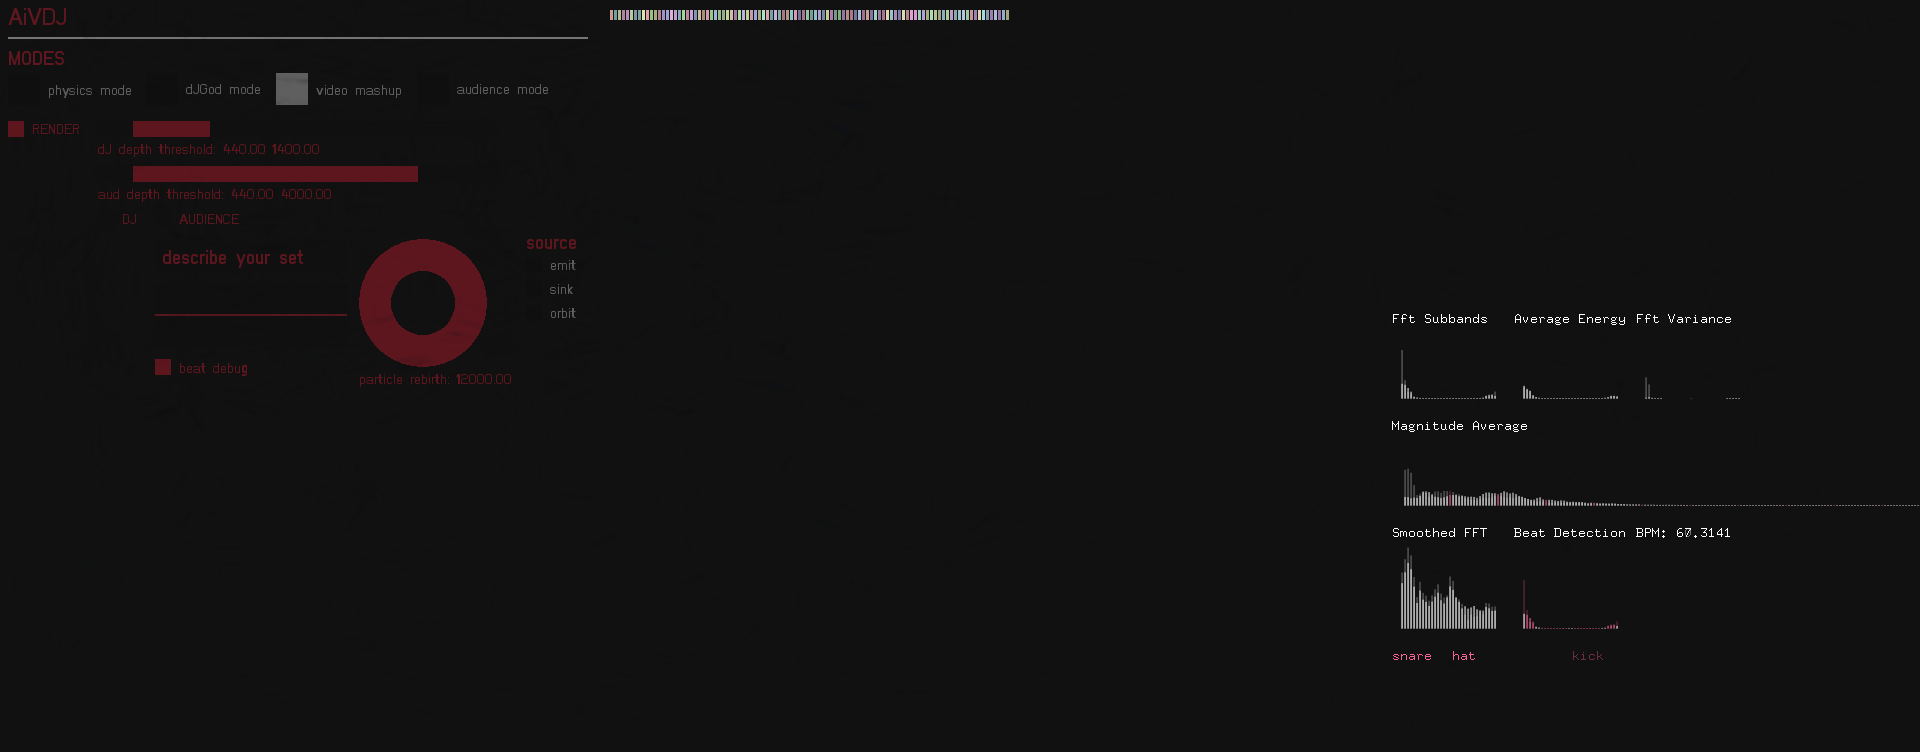 AiVDJ
MODES
physics mode dJGod mode video mashup audience mode
RENDER
dJ depth threshold: 440.00 1400.00
aud depth threshold: 440.00 4000.00
DJ AUDIENCE
describe your set
source
emit
sink
orbit
beat debug
particle rebirth: 12000.00
Fft Subbands Average Energy Fft Variance
Magnitude Average
Smoothed FFT Beat Detection BPM: 67.3141
snare hat kick